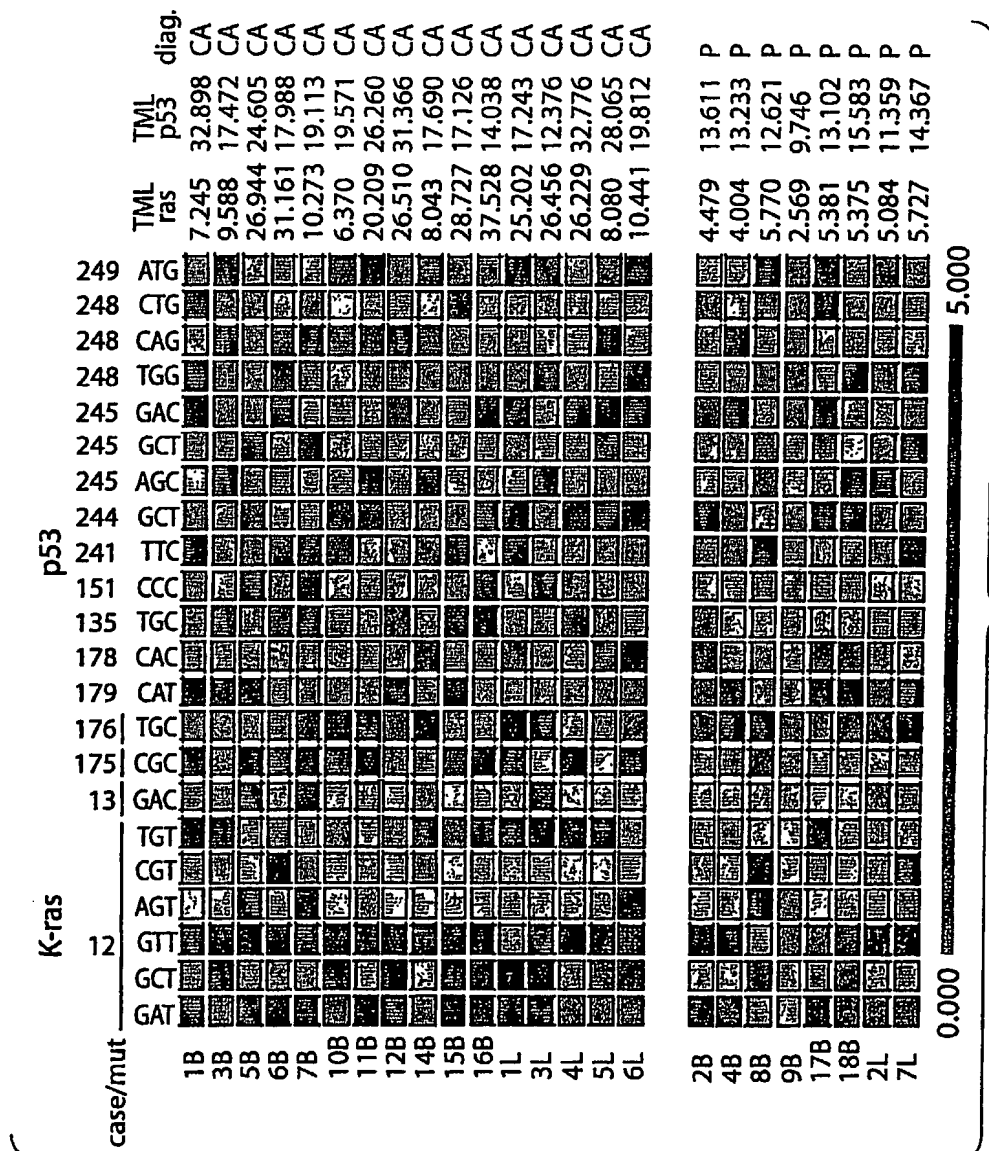 K-ras p53
12 13 175 176 179 178 135 151 241 244 245 245 245 248 248 248 249 TML TML
case/mut GAT GCT GTT AGT CGT TGT GAC CGC TGC CAT CAC TGC CCC TTC GCT AGC GCT GAC TGG CAG CTG ATG ras p53 diag.
1B 7.245 32.898 CA
3B 9.588 17.472 CA
5B 26.944 24.605 CA
6B 31.161 17.988 CA
7B 10.273 19.113 CA
10B 6.370 19.571 CA
11B 20.209 26.260 CA
12B 26.510 31.366 CA
14B 8.043 17.690 CA
15B 28.727 17.126 CA
16B 37.528 14.038 CA
1L 25.202 17.243 CA
3L 26.456 12.376 CA
4L 26.229 32.776 CA
5L 8.080 28.065 CA
6L 10.441 19.812 CA
2B 4.479 13.611 P
4B 4.004 13.233 P
8B 5.770 12.621 P
9B 2.569 9.746 P
17B 5.381 13.102 P
18B 5.375 15.583 P
2L 5.084 11.359 P
7L 5.727 14.367 P
0.000 5.000